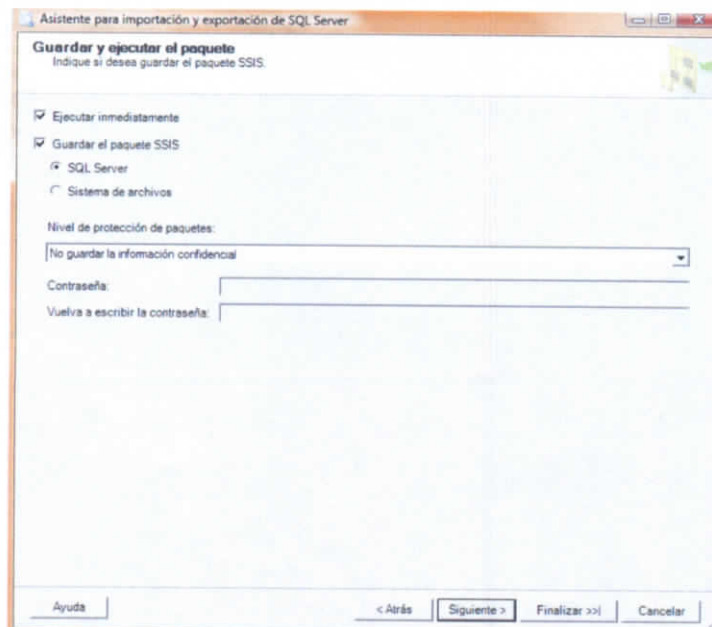 Asistente para importación y exportación de SQL Server
Guardar y ejecutar el paquete
Indique si desea guardar el paquete SSIS.
Ejecutar inmediatamente
Guardar el paquete SSIS
SQL Server
Sistema de archivos
Nivel de protección de paquetes:
No guardar la información confidencial
Contraseña:
Vuelva a escribir la contraseña:
Ayuda
< Atrás
Siguiente >
Finalizar >>|
Cancelar